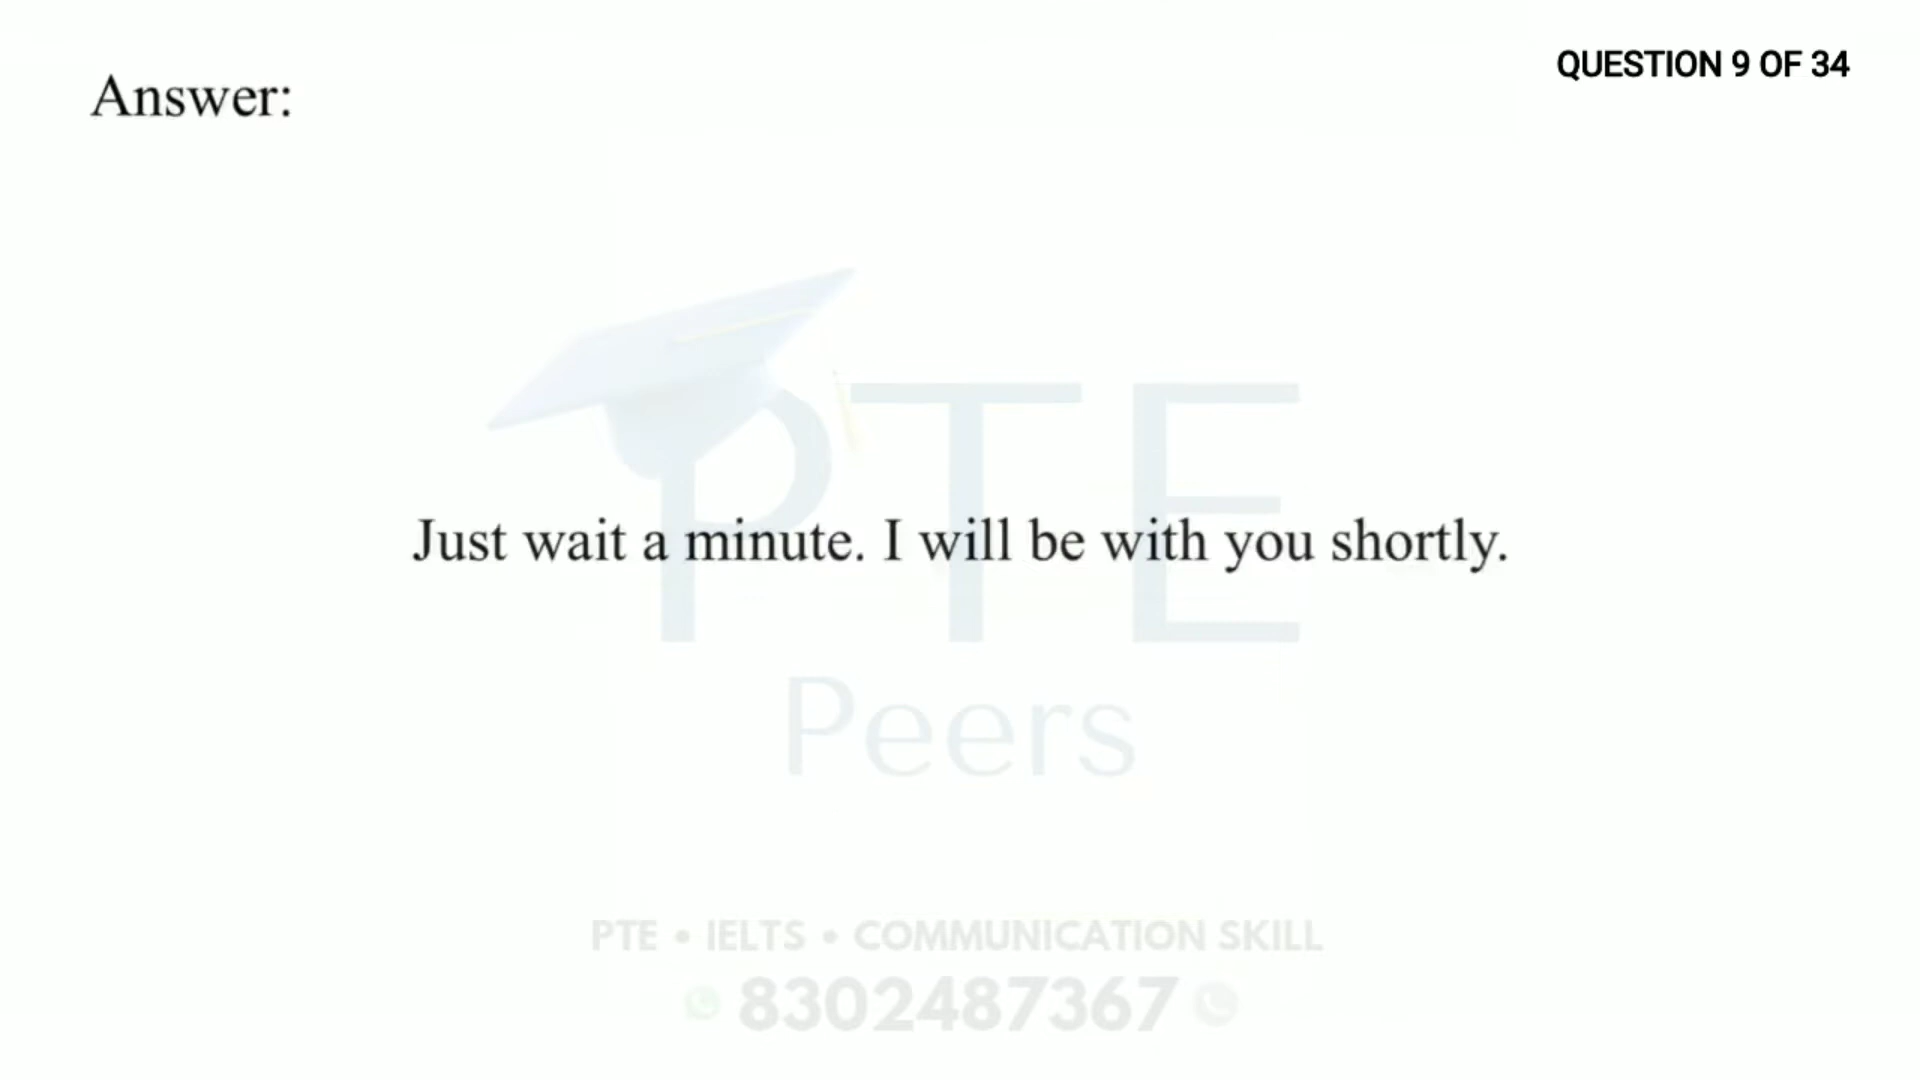 QUESTION 9 OF 34
Answer:
Just wait a minute. I will be with you shortly.
PTE
Peers
PTE • IELTS • COMMUNICATION SKILL
8302487367